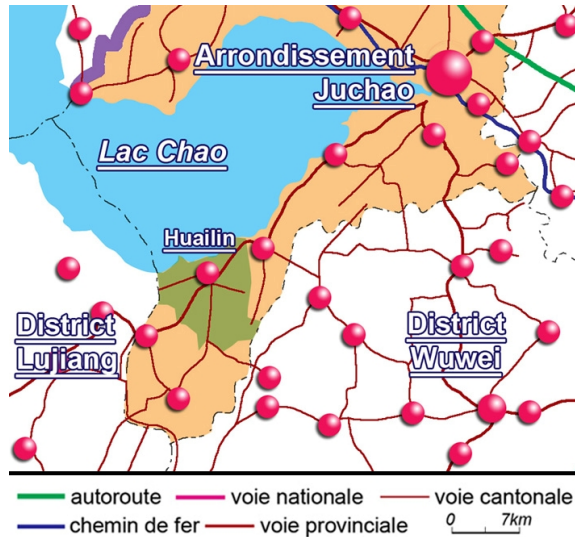 Arrondissement
Juchao
Lac Chao
Huailin
District
Lujiang
District
Wuwei
autoroute
voie nationale
voie cantonale
chemin de fer
voie provinciale
0 7km